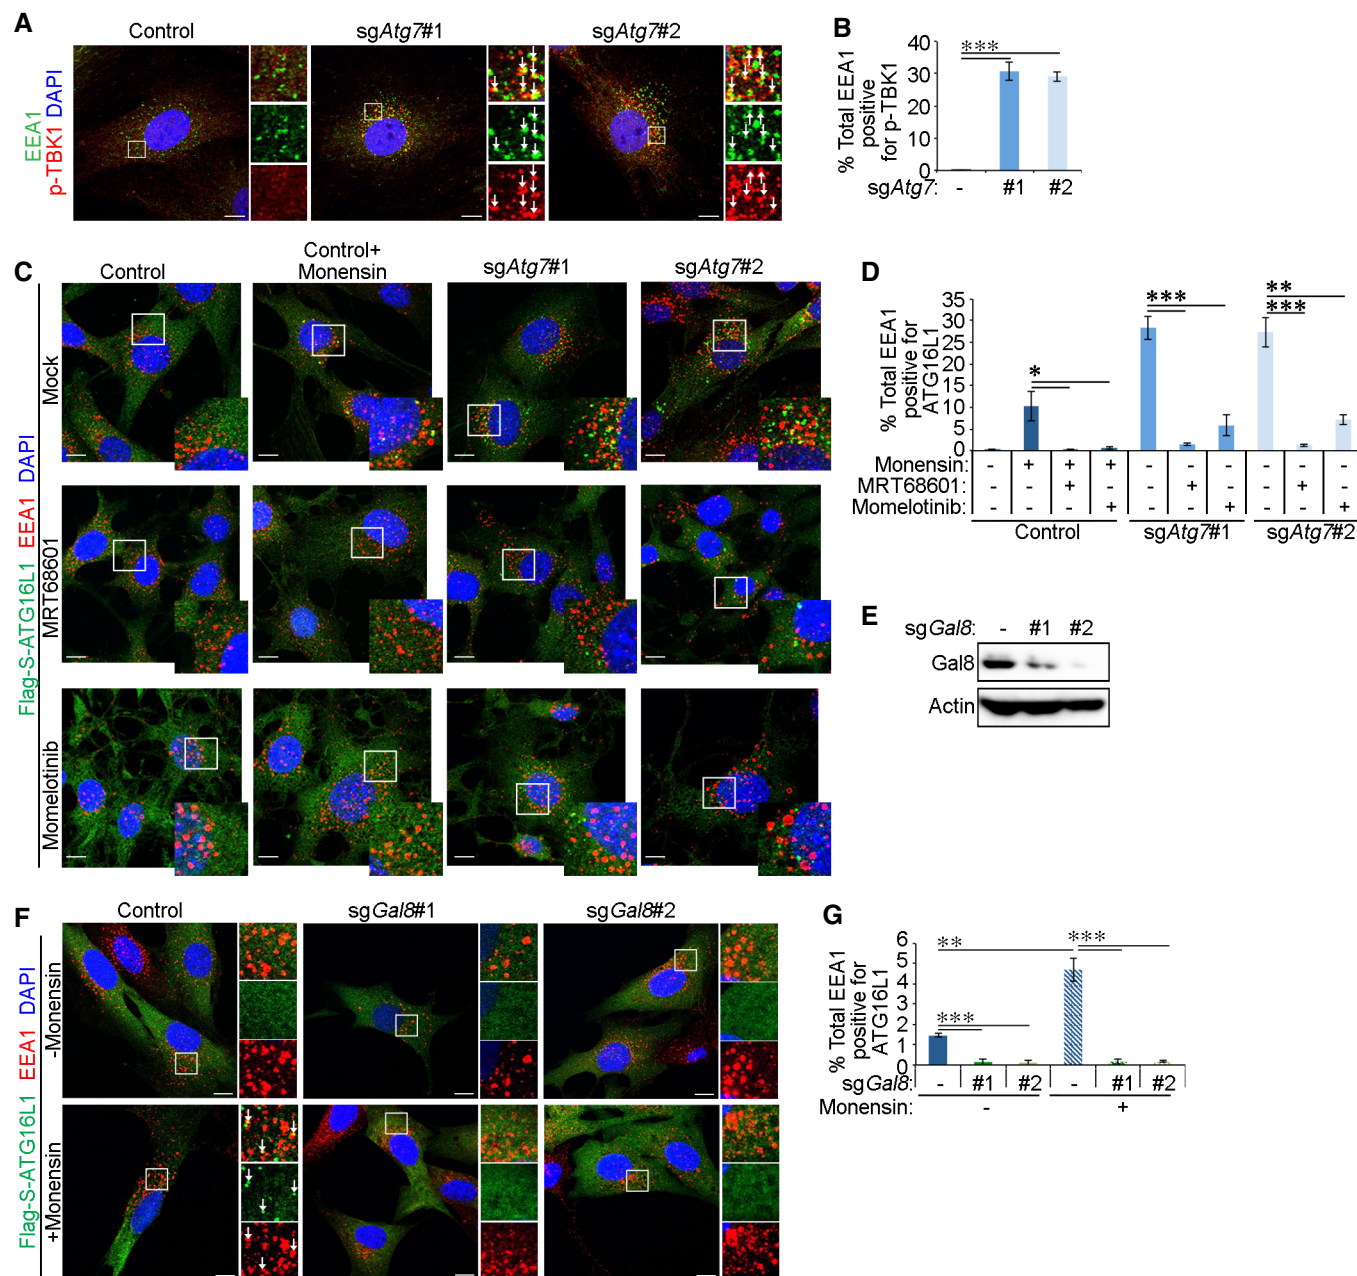 A
Control
sgAtg7#1
sgAtg7#2
EEA1
p-TBK1 DAPI
B
% Total EEA1
positive
for p-TBK1
40
30
20
10
0
***
sgAtg7: - #1 #2
C
Control
Control+
Monensin
sgAtg7#1
sgAtg7#2
Flag-S-ATG16L1 EEA1 DAPI
Mock
MRT68601
Momelotinib
D
% Total EEA1
positive for
ATG16L1
35
30
25
20
15
10
5
0
*
***
**
***
Monensin: - + + + - - - - - -
MRT68601: - - + - - + - - + -
Momelotinib: - - - + - - + - - +
Control sgAtg7#1 sgAtg7#2
E
sgGal8: - #1 #2
Gal8
Actin
F
Control
sgGal8#1
sgGal8#2
Flag-S-ATG16L1 EEA1 DAPI
-Monensin
+Monensin
G
% Total EEA1
positive for
ATG16L1
6
5
4
3
2
1
0
**
***
***
sgGal8: - #1 #2 - #1 #2
Monensin: - +